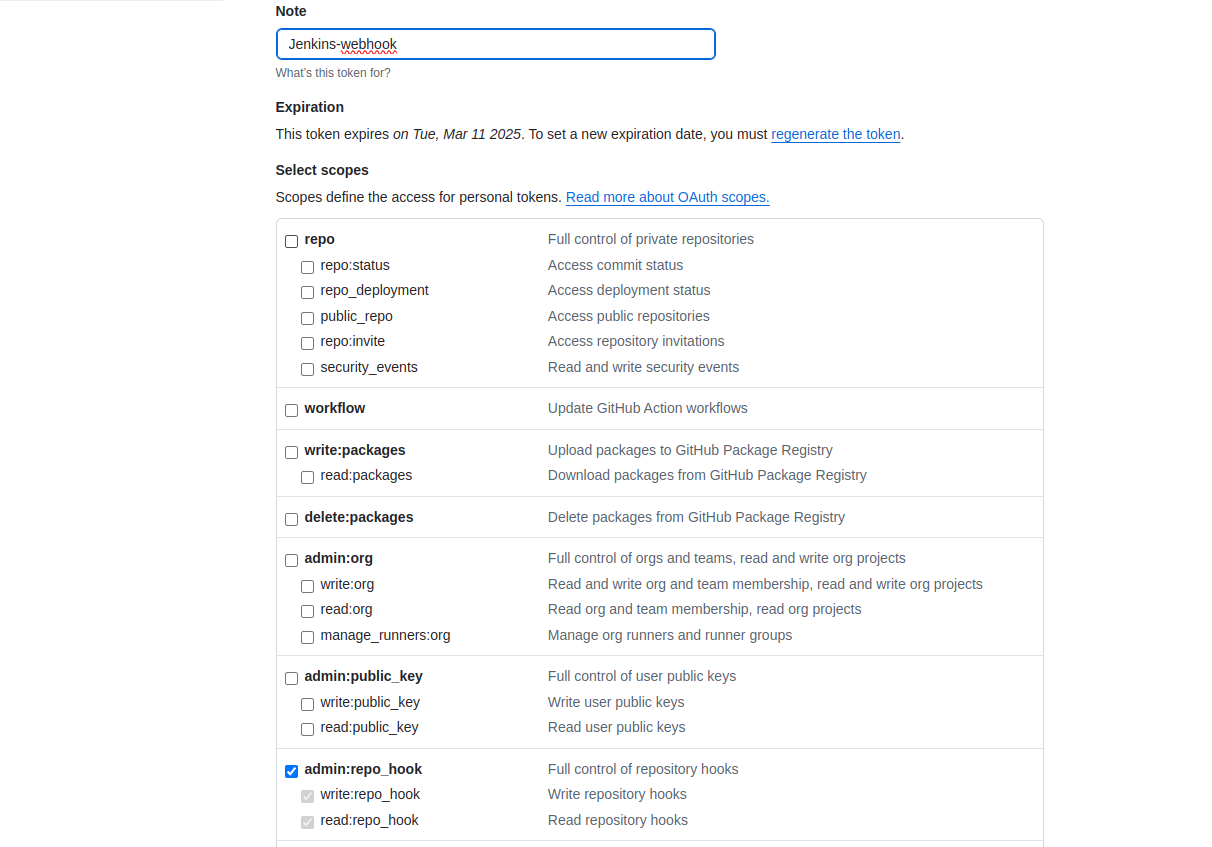 Note
Jenkins-webhook
What's this token for?
Expiration
This token expires on Tue, Mar 11 2025. To set a new expiration date, you must regenerate the token.
Select scopes
Scopes define the access for personal tokens. Read more about OAuth scopes.
repo Full control of private repositories
repo:status Access commit status
repo_deployment Access deployment status
public_repo Access public repositories
repo:invite Access repository invitations
security_events Read and write security events
workflow Update GitHub Action workflows
write:packages Upload packages to GitHub Package Registry
read:packages Download packages from GitHub Package Registry
delete:packages Delete packages from GitHub Package Registry
admin:org Full control of orgs and teams, read and write org projects
write:org Read and write org and team membership, read and write org projects
read:org Read org and team membership, read org projects
manage_runners:org Manage org runners and runner groups
admin:public_key Full control of user public keys
write:public_key Write user public keys
read:public_key Read user public keys
admin:repo_hook Full control of repository hooks
write:repo_hook Write repository hooks
read:repo_hook Read repository hooks